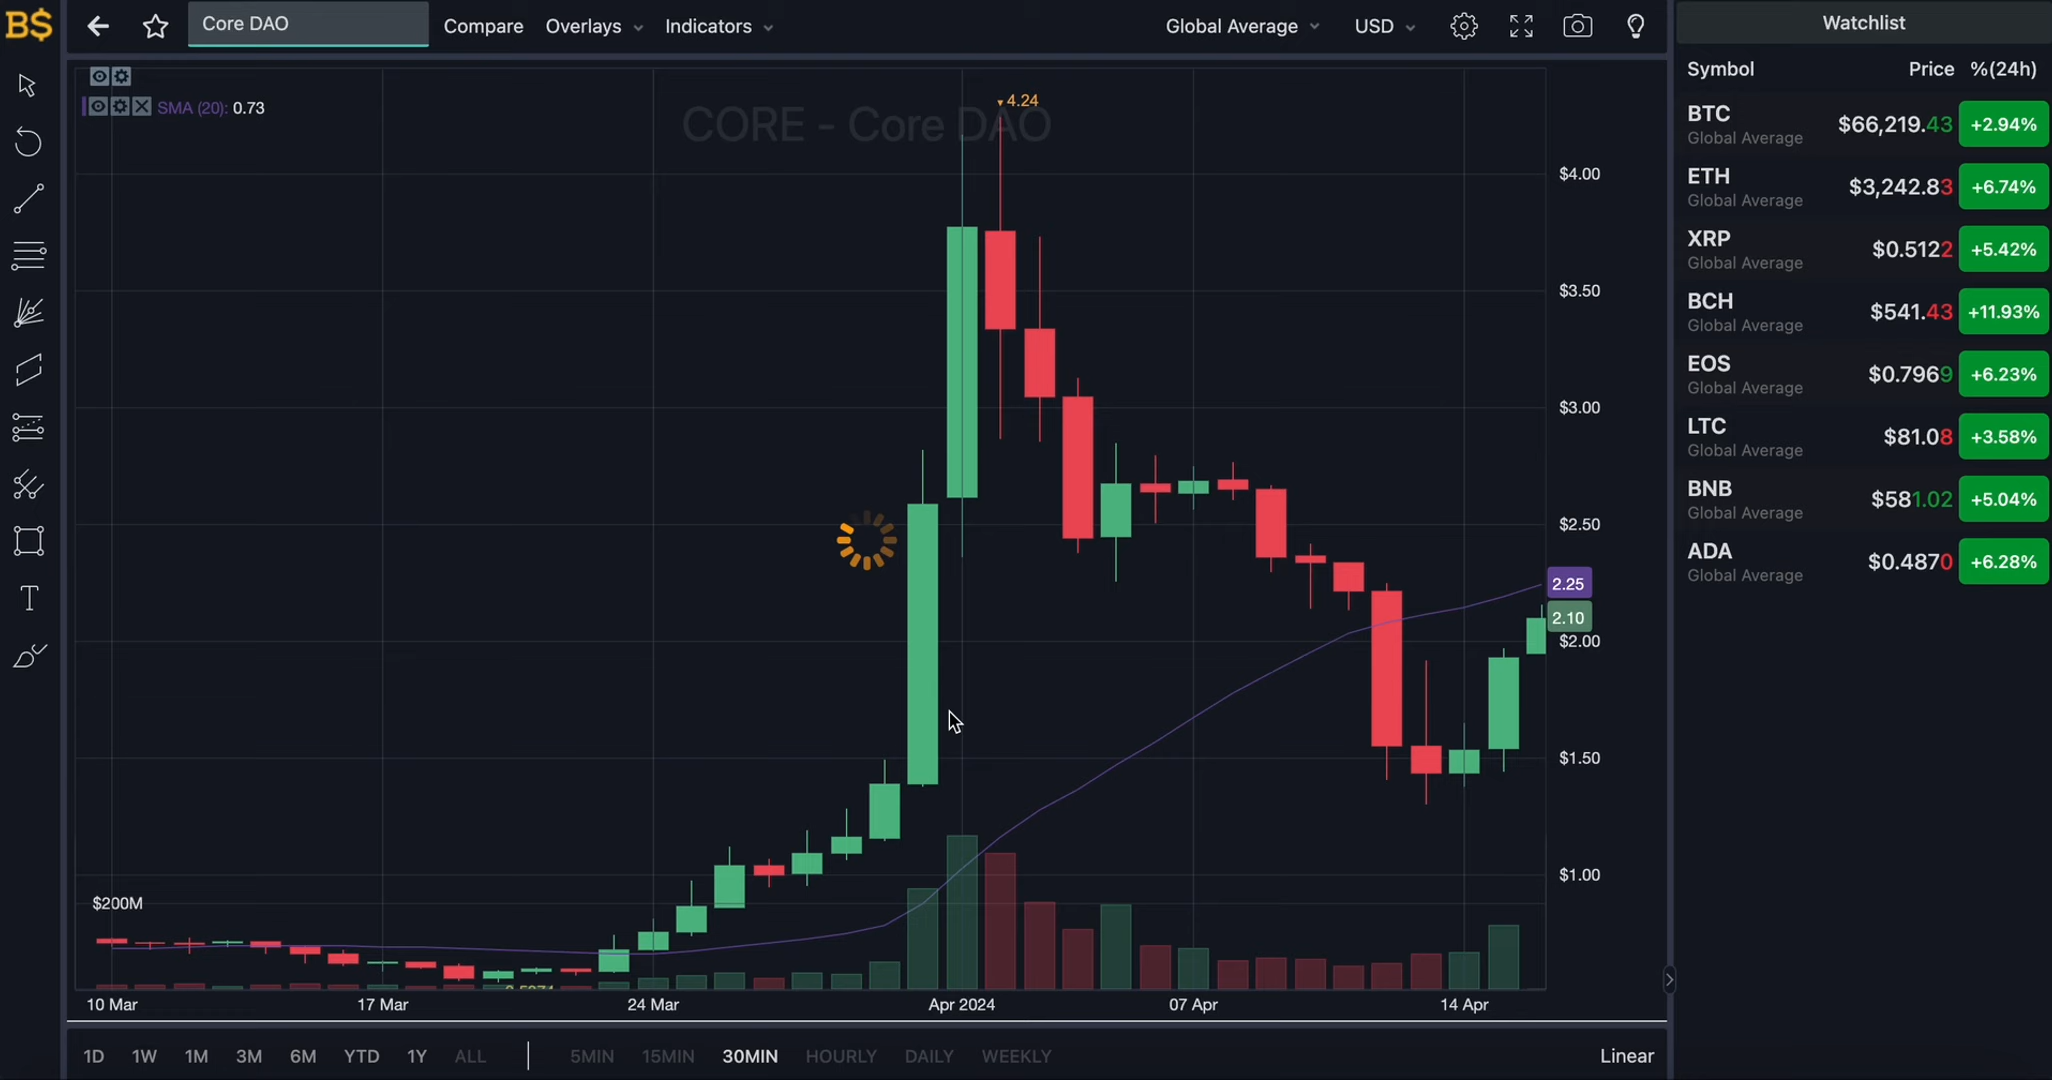 B$
Core DAO
Compare
Overlays
Indicators
Global Average
USD
SMA (20): 0.73
CORE - Core DAO
4.24
$4.00
$3.50
$3.00
$2.50
2.25
2.10
$2.00
$1.50
$1.00
$200M
10 Mar
17 Mar
24 Mar
Apr 2024
07 Apr
14 Apr
1D
1W
1M
3M
6M
YTD
1Y
ALL
5MIN
15MIN
30MIN
HOURLY
DAILY
WEEKLY
Linear
Watchlist
Symbol Price %(24h)
BTC $66,219.43 +2.94%
Global Average
ETH $3,242.83 +6.74%
Global Average
XRP $0.5122 +5.42%
Global Average
BCH $541.43 +11.93%
Global Average
EOS $0.7969 +6.23%
Global Average
LTC $81.08 +3.58%
Global Average
BNB $581.02 +5.04%
Global Average
ADA $0.4870 +6.28%
Global Average